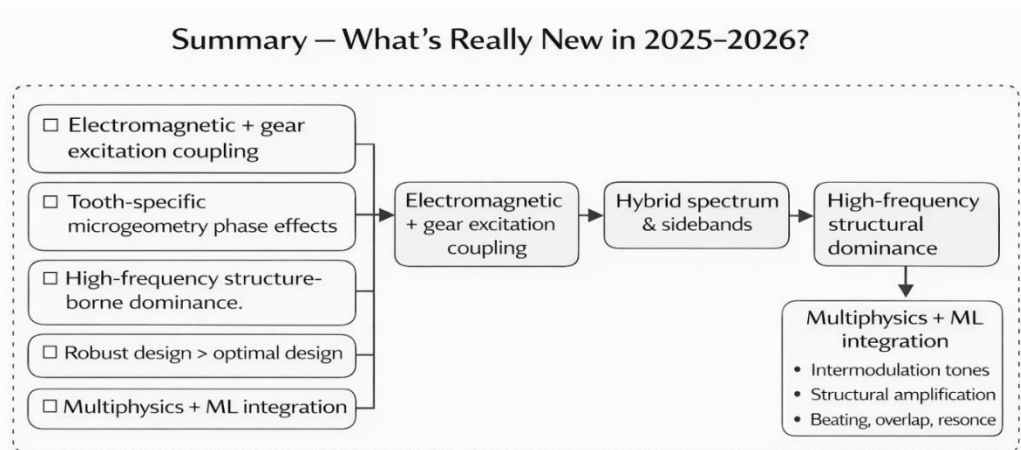 Summary – What's Really New in 2025–2026?
☐ Electromagnetic + gear
excitation coupling
☐ Tooth-specific
microgeometry phase effects
☐ High-frequency structure-
borne dominance.
☐ Robust design > optimal design
☐ Multiphysics + ML integration
Electromagnetic
+ gear excitation
coupling
Hybrid spectrum
& sidebands
High-frequency
structural
dominance
Multiphysics + ML
integration
• Intermodulation tones
• Structural amplification
• Beating, overlap, resonce